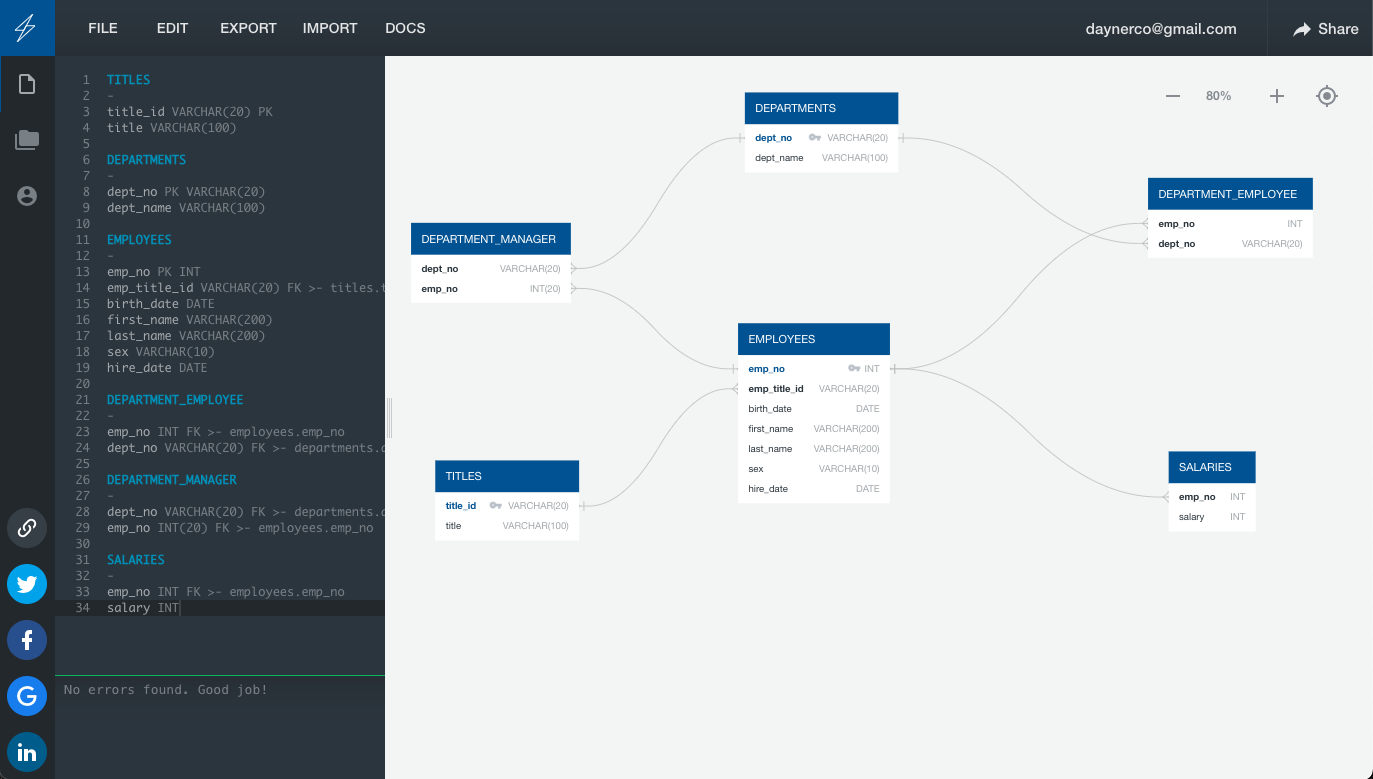 FILE EDIT EXPORT IMPORT DOCS daynerco@gmail.com Share
1 TITLES
2 -
3 title_id VARCHAR(20) PK
4 title VARCHAR(100)
5
6 DEPARTMENTS
7 -
8 dept_no PK VARCHAR(20)
9 dept_name VARCHAR(100)
10
11 EMPLOYEES
12 -
13 emp_no PK INT
14 emp_title_id VARCHAR(20) FK >- titles.t
15 birth_date DATE
16 first_name VARCHAR(200)
17 last_name VARCHAR(200)
18 sex VARCHAR(10)
19 hire_date DATE
20
21 DEPARTMENT_EMPLOYEE
22 -
23 emp_no INT FK >- employees.emp_no
24 dept_no VARCHAR(20) FK >- departments.d
25
26 DEPARTMENT_MANAGER
27 -
28 dept_no VARCHAR(20) FK >- departments.d
29 emp_no INT(20) FK >- employees.emp_no
30
31 SALARIES
32 -
33 emp_no INT FK >- employees.emp_no
34 salary INT
No errors found. Good job!
80%
DEPARTMENTS
dept_no VARCHAR(20)
dept_name VARCHAR(100)
DEPARTMENT_EMPLOYEE
emp_no INT
dept_no VARCHAR(20)
DEPARTMENT_MANAGER
dept_no VARCHAR(20)
emp_no INT(20)
EMPLOYEES
emp_no INT
emp_title_id VARCHAR(20)
birth_date DATE
first_name VARCHAR(200)
last_name VARCHAR(200)
sex VARCHAR(10)
hire_date DATE
TITLES
title_id VARCHAR(20)
title VARCHAR(100)
SALARIES
emp_no INT
salary INT
f
G
in